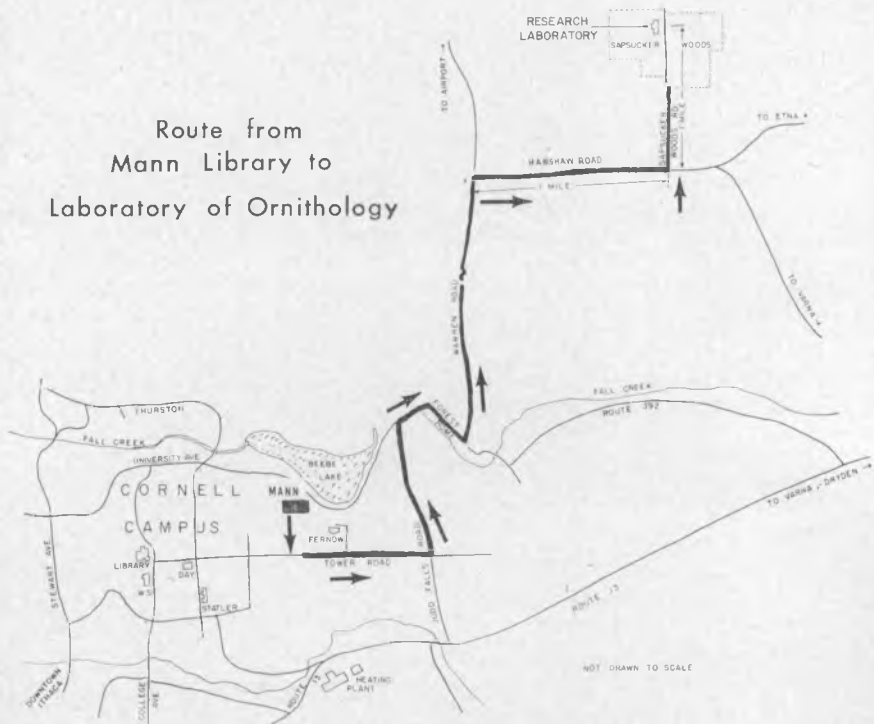 RESEARCH
LABORATORY
SAPSUCKER
WOODS
TO AIRPORT →
Route from
Mann Library to
Laboratory of Ornithology
SAPSUCKER
WOODS RD.
1 MILE
TO ETNA
HANSHAW ROAD
1 MILE
TO VARNA
WARREN ROAD
FALL CREEK
ROUTE 392
FOREST
HOME
THURSTON
FALL CREEK
UNIVERSITY AVE.
BEEBE
LAKE
CORNELL
CAMPUS
MANN
TO VARNA, DRYDEN →
FERNOW
TOWER ROAD
JUDD FALLS ROAD
LIBRARY
W.S.
DAY
STATLER
STEWART AVE.
ROUTE 13
NOT DRAWN TO SCALE
DOWNTOWN
ITHACA
COLLEGE
AVE.
ROUTE 13
HEATING
PLANT